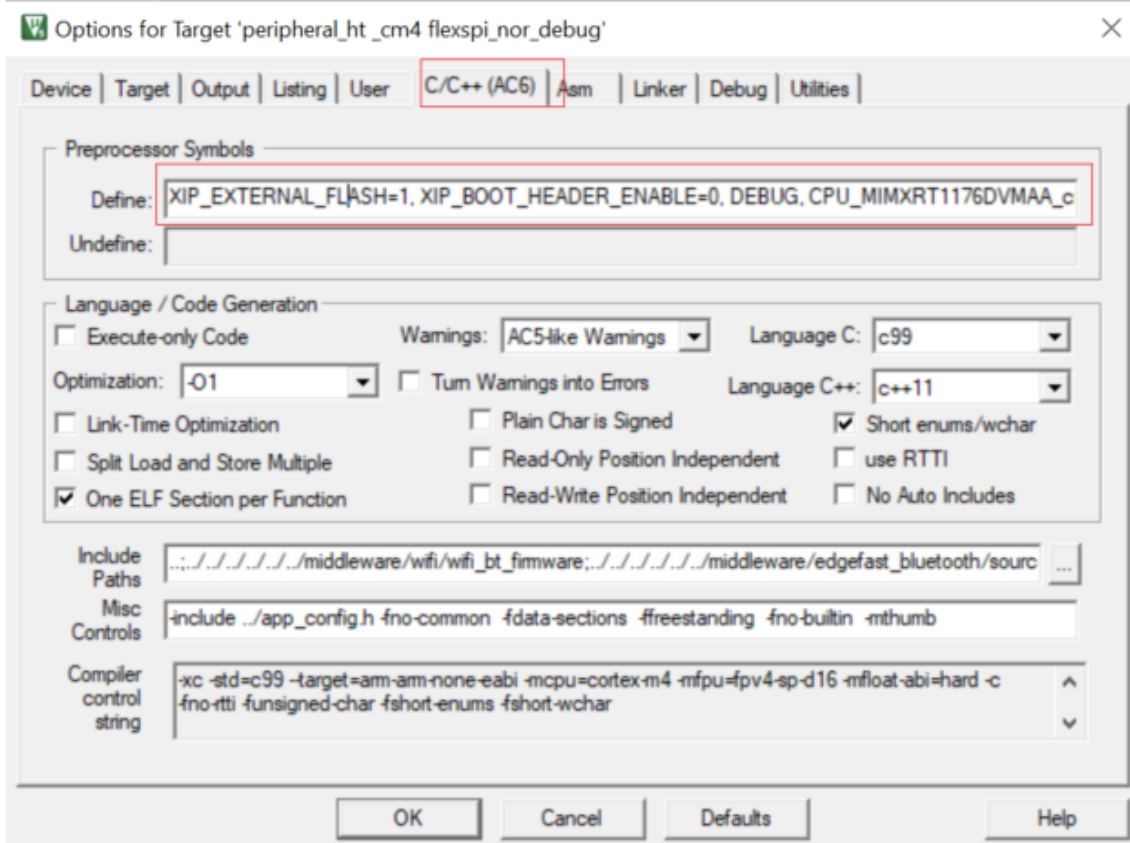 Options for Target 'peripheral_ht _cm4 flexspi_nor_debug'
Device | Target | Output | Listing | User | C/C++ (AC6) | Asm | Linker | Debug | Utilities
Preprocessor Symbols
Define: XIP_EXTERNAL_FLASH=1, XIP_BOOT_HEADER_ENABLE=0, DEBUG, CPU_MIMXRT1176DVMAA_c
Undefine:
Language / Code Generation
Execute-only Code Warnings: AC5-like Warnings Language C: c99
Optimization: -O1 Turn Warnings into Errors Language C++: c++11
Link-Time Optimization Plain Char is Signed Short enums/wchar
Split Load and Store Multiple Read-Only Position Independent use RTTI
One ELF Section per Function Read-Write Position Independent No Auto Includes
Include Paths ..;../../../../../../middleware/wifi/wifi_bt_firmware;../../../../../../middleware/edgefast_bluetooth/sourc ...
Misc Controls -include ../app_config.h -fno-common -fdata-sections -ffreestanding -fno-builtin -mthumb
Compiler control string -xc -std=c99 --target=arm-arm-none-eabi -mcpu=cortex-m4 -mfpu=fpv4-sp-d16 -mfloat-abi=hard -c
-fno-rtti -funsigned-char -fshort-enums -fshort-wchar
OK Cancel Defaults Help